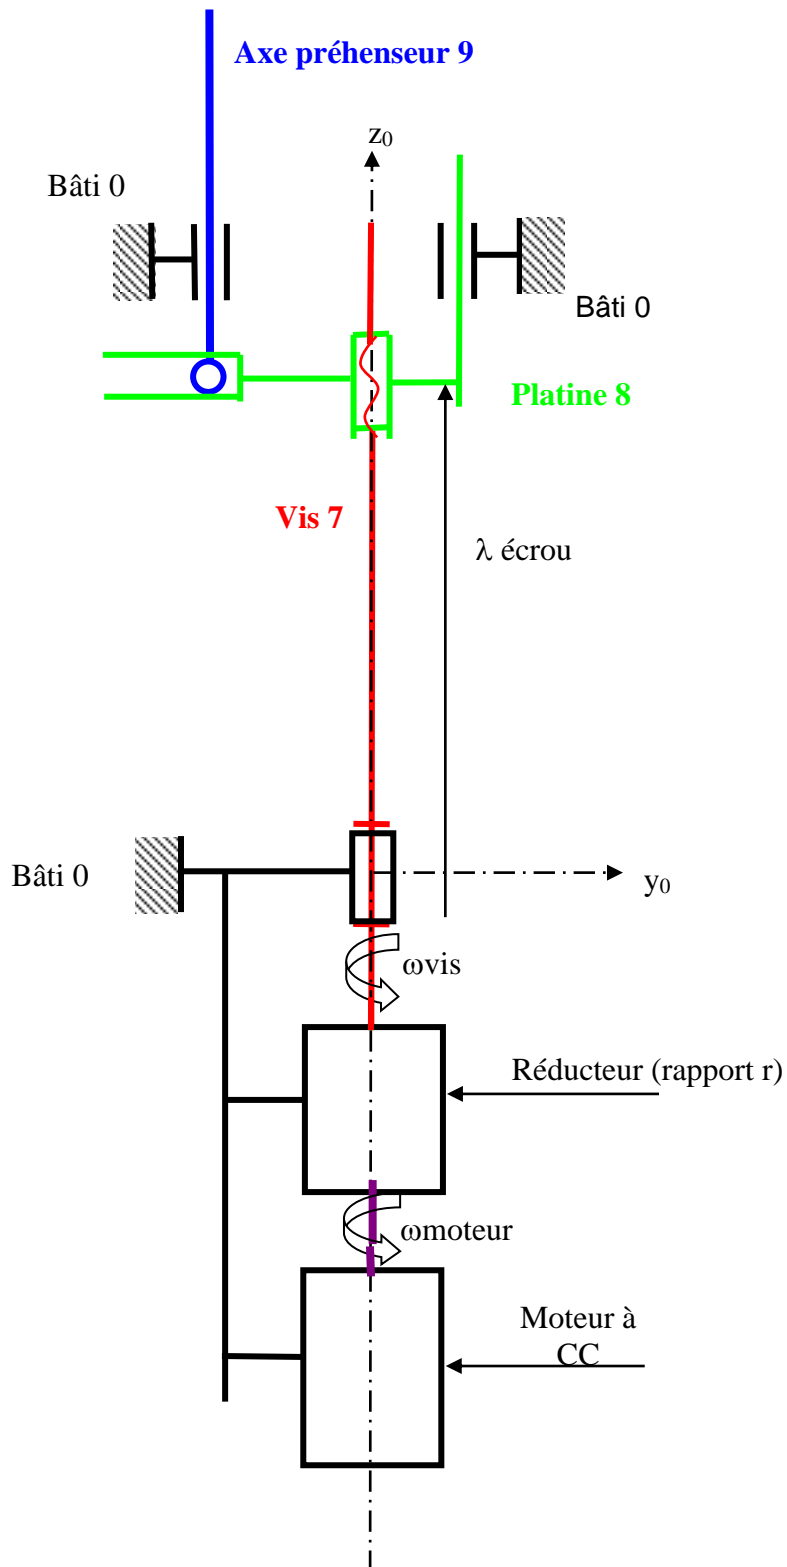 Axe préhenseur 9
z0
Bâti 0
Bâti 0
Platine 8
Vis 7
λ écrou
Bâti 0
y0
ωvis
Réducteur (rapport r)
ωmoteur
Moteur à
CC